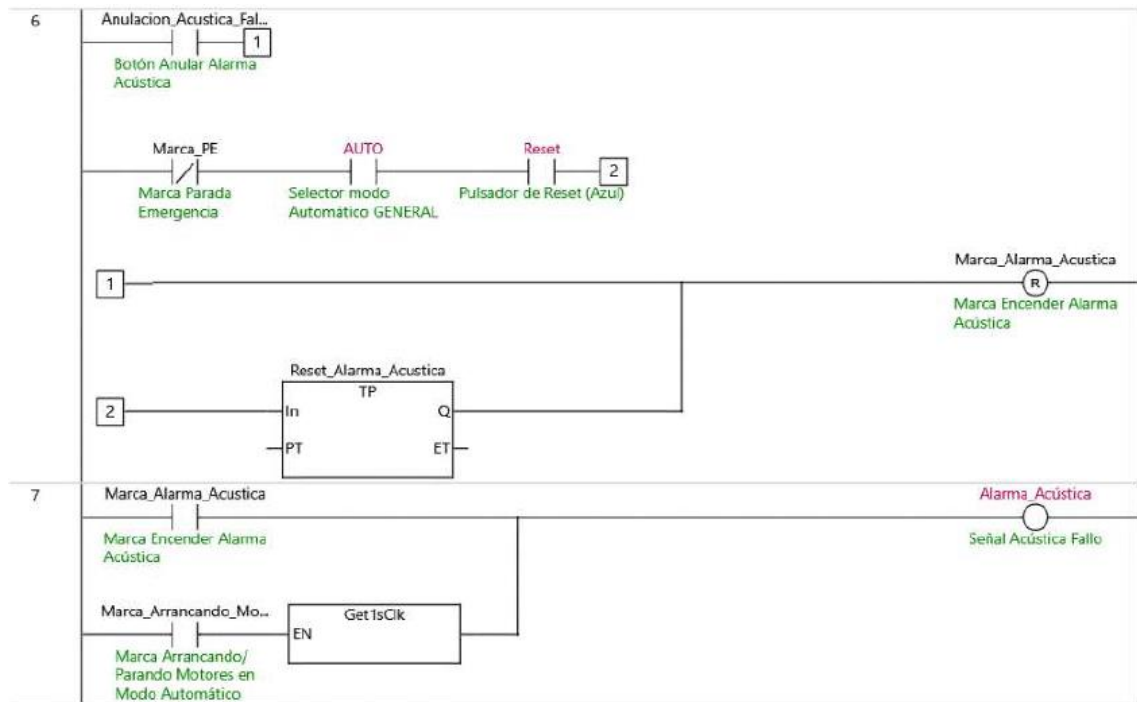 6
Anulacion_Acustica_Fal...
1
Botón Anular Alarma
Acústica
Marca_PE
AUTO
Reset
2
Marca Parada
Emergencia
Selector modo
Automático GENERAL
Pulsador de Reset (Azul)
Marca_Alarma_Acustica
1
R
Marca Encender Alarma
Acústica
Reset_Alarma_Acustica
TP
2
In
Q
PT
ET
7
Marca_Alarma_Acustica
Alarma_Acústica
Marca Encender Alarma
Acústica
Señal Acústica Fallo
Marca_Arrancando_Mo...
Get1sClk
EN
Marca Arrancando/
Parando Motores en
Modo Automático